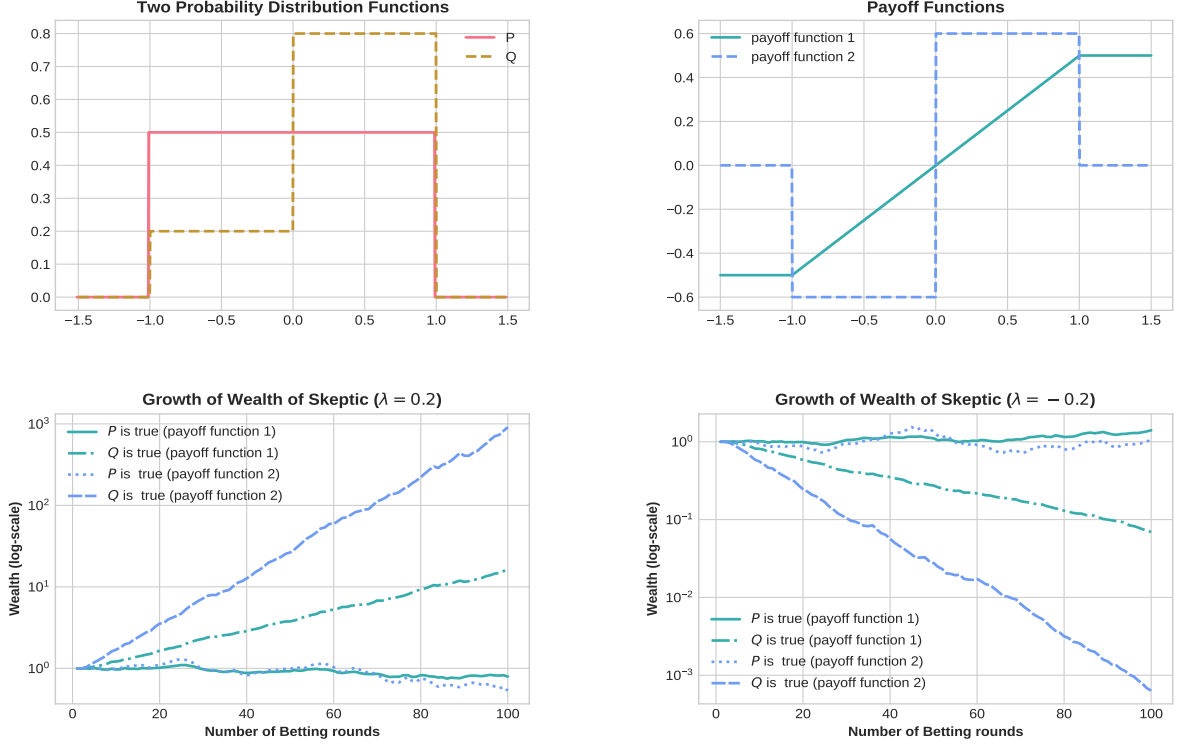 Two Probability Distribution Functions
0.8
0.7
0.6
0.5
0.4
0.3
0.2
0.1
0.0
−1.5 −1.0 −0.5 0.0 0.5 1.0 1.5
P
Q
Payoff Functions
0.6
0.4
0.2
0.0
−0.2
−0.4
−0.6
−1.5 −1.0 −0.5 0.0 0.5 1.0 1.5
payoff function 1
payoff function 2
Growth of Wealth of Skeptic (λ = 0.2)
Wealth (log-scale)
10³
10²
10¹
10⁰
P is true (payoff function 1)
Q is true (payoff function 1)
P is true (payoff function 2)
Q is true (payoff function 2)
0 20 40 60 80 100
Number of Betting rounds
Growth of Wealth of Skeptic (λ = − 0.2)
Wealth (log-scale)
10⁰
10⁻¹
10⁻²
10⁻³
P is true (payoff function 1)
Q is true (payoff function 1)
P is true (payoff function 2)
Q is true (payoff function 2)
0 20 40 60 80 100
Number of Betting rounds